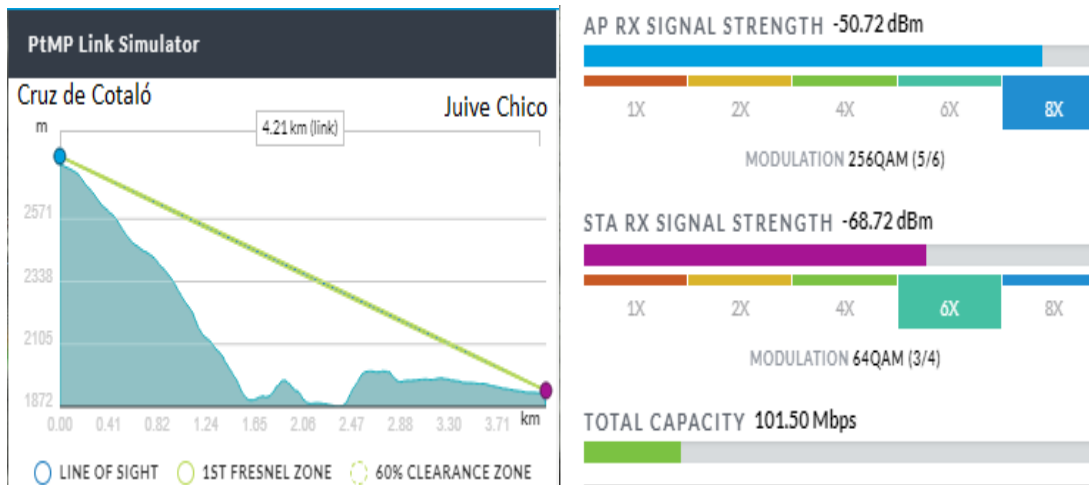 PtMP Link Simulator
Cruz de Cotaló
Juive Chico
m
4.21 km (link)
2571
2338
2105
1872
0.00 0.41 0.82 1.24 1.65 2.06 2.47 2.88 3.30 3.71 km
LINE OF SIGHT 1ST FRESNEL ZONE 60% CLEARANCE ZONE
AP RX SIGNAL STRENGTH -50.72 dBm
1X 2X 4X 6X 8X
MODULATION 256QAM (5/6)
STA RX SIGNAL STRENGTH -68.72 dBm
1X 2X 4X 6X 8X
MODULATION 64QAM (3/4)
TOTAL CAPACITY 101.50 Mbps